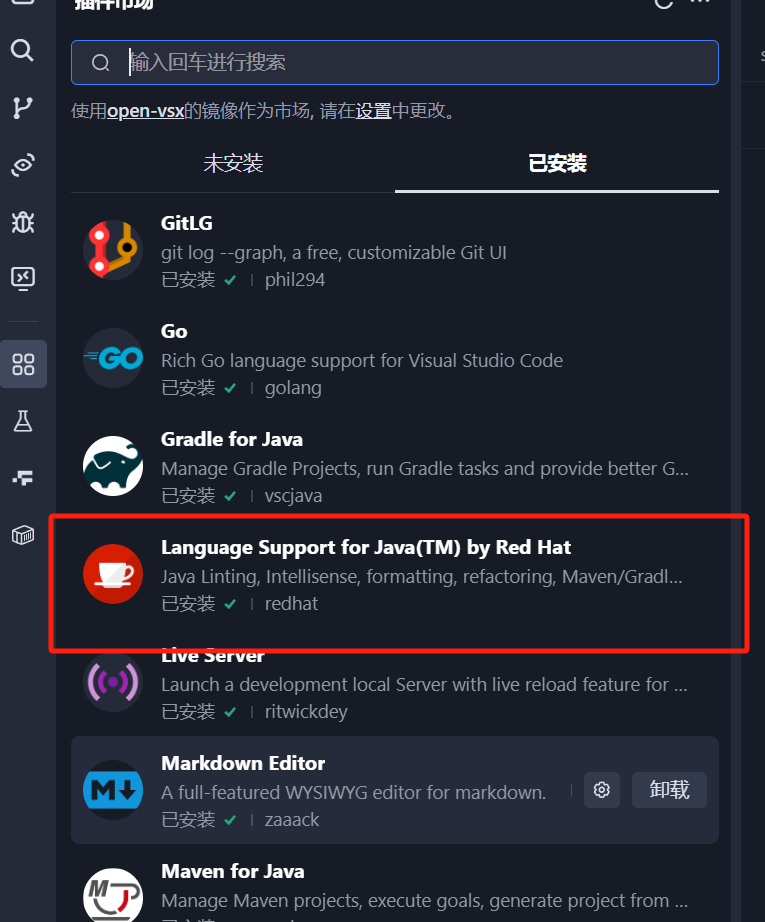 插件市场
输入回车进行搜索
使用open-vsx的镜像作为市场, 请在设置中更改。
未安装
已安装
GitLG
git log --graph, a free, customizable Git UI
已安装 phil294
GO
Go
Rich Go language support for Visual Studio Code
已安装 golang
Gradle for Java
Manage Gradle Projects, run Gradle tasks and provide better G...
已安装 vscjava
Language Support for Java(TM) by Red Hat
Java Linting, Intellisense, formatting, refactoring, Maven/Gradl...
已安装 redhat
Live Server
Launch a development local Server with live reload feature for ...
已安装 ritwickdey
M
Markdown Editor
A full-featured WYSIWYG editor for markdown.
卸载
已安装 zaaack
M
Maven for Java
Manage Maven projects, execute goals, generate project from ...